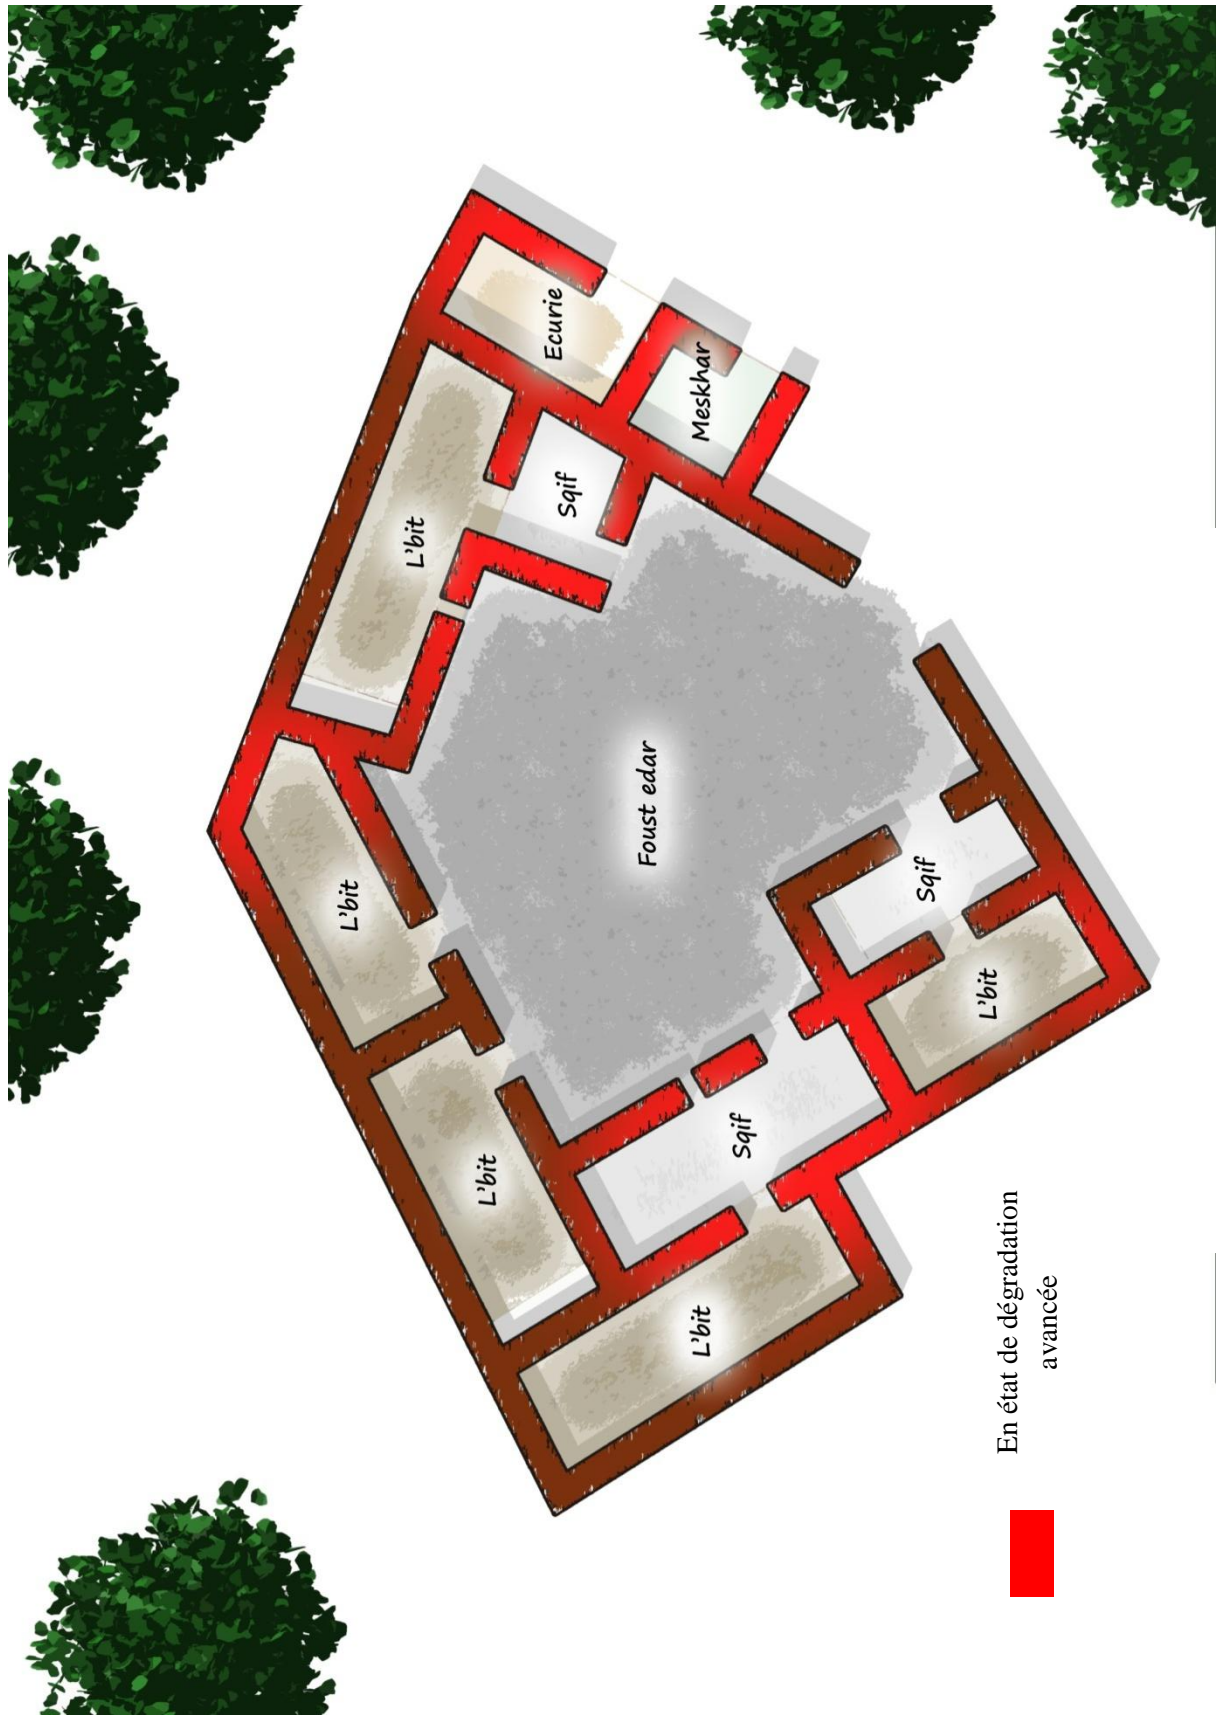 Ecurie
Meskhar
L'bit
Sqif
L'bit
Foust edar
Sqif
L'bit
L'bit
Sqif
L'bit
En état de dégradation
avancée